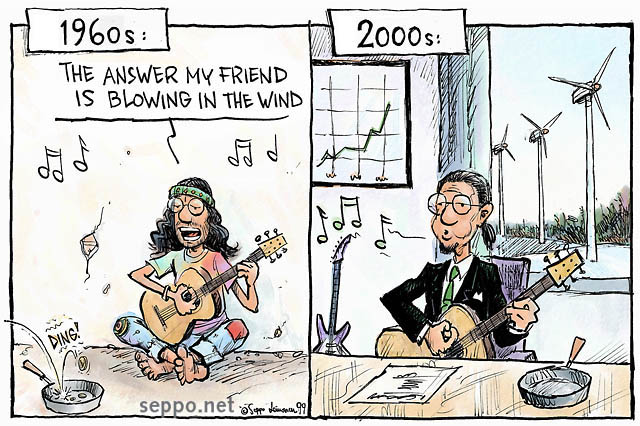 1960s:
THE ANSWER MY FRIEND
IS BLOWING IN THE WIND
DING!
seppo.net
2000s: